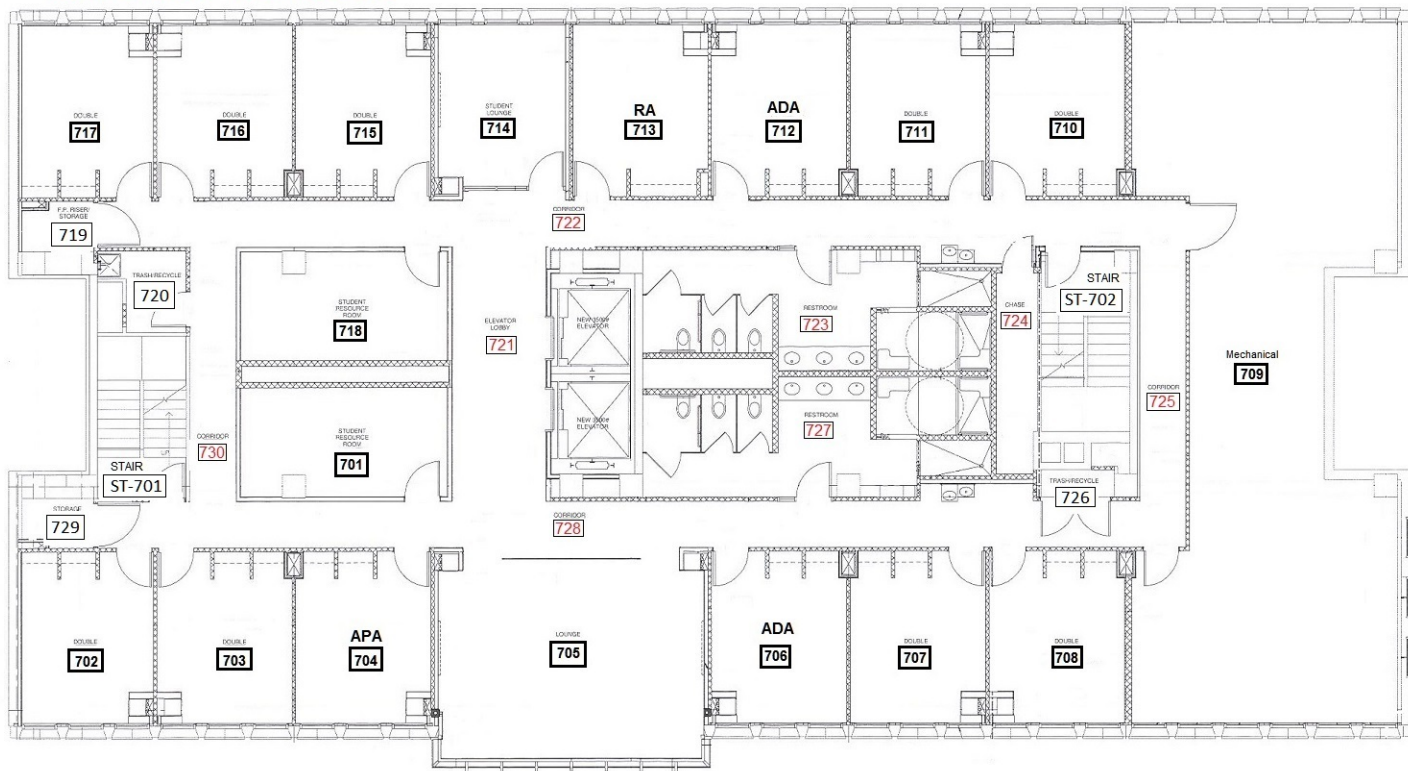 DOUBLE
717
DOUBLE
716
DOUBLE
715
STUDENT
LOUNGE
714
RA
713
ADA
712
DOUBLE
711
DOUBLE
710
F.P. RISER/
STORAGE
719
CORRIDOR
722
TRASH/RECYCLE
720
STUDENT
RESOURCE
ROOM
718
ELEVATOR
LOBBY
721
ELEVATOR
RESTROOM
723
CHASE
724
STAIR
ST-702
Mechanical
709
CORRIDOR
725
CORRIDOR
730
STUDENT
RESOURCE
ROOM
701
ELEVATOR
RESTROOM
727
STAIR
ST-701
STORAGE
729
CORRIDOR
728
TRASH/RECYCLE
726
DOUBLE
702
DOUBLE
703
APA
704
LOUNGE
705
ADA
706
DOUBLE
707
DOUBLE
708